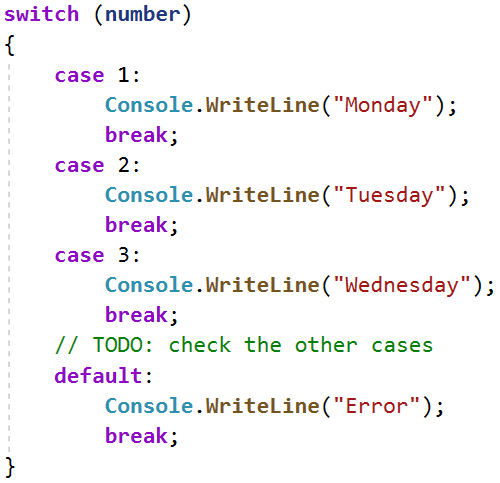 switch (number)
{
    case 1:
        Console.WriteLine("Monday");
        break;
    case 2:
        Console.WriteLine("Tuesday");
        break;
    case 3:
        Console.WriteLine("Wednesday");
        break;
    // TODO: check the other cases
    default:
        Console.WriteLine("Error");
        break;
}